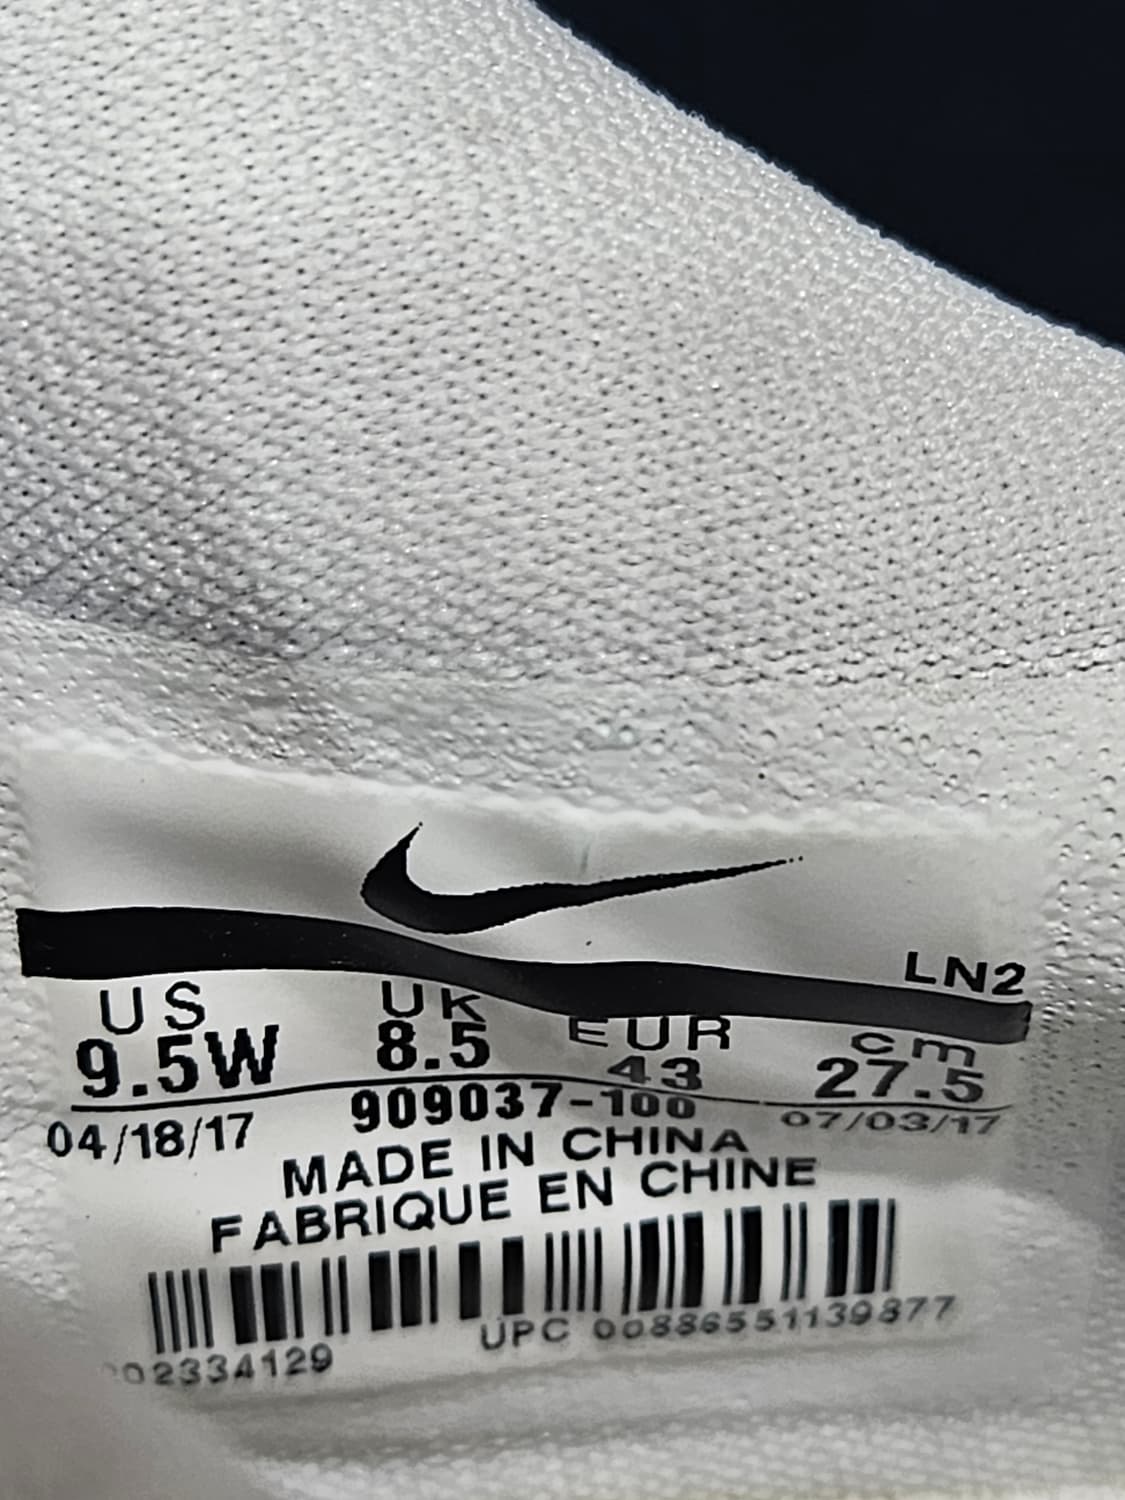 LN2
US UK EUR cm
9.5W 8.5 43 27.5
04/18/17 909037-100 07/03/17
MADE IN CHINA
FABRIQUE EN CHINE
UPC 00886551139877
02334129